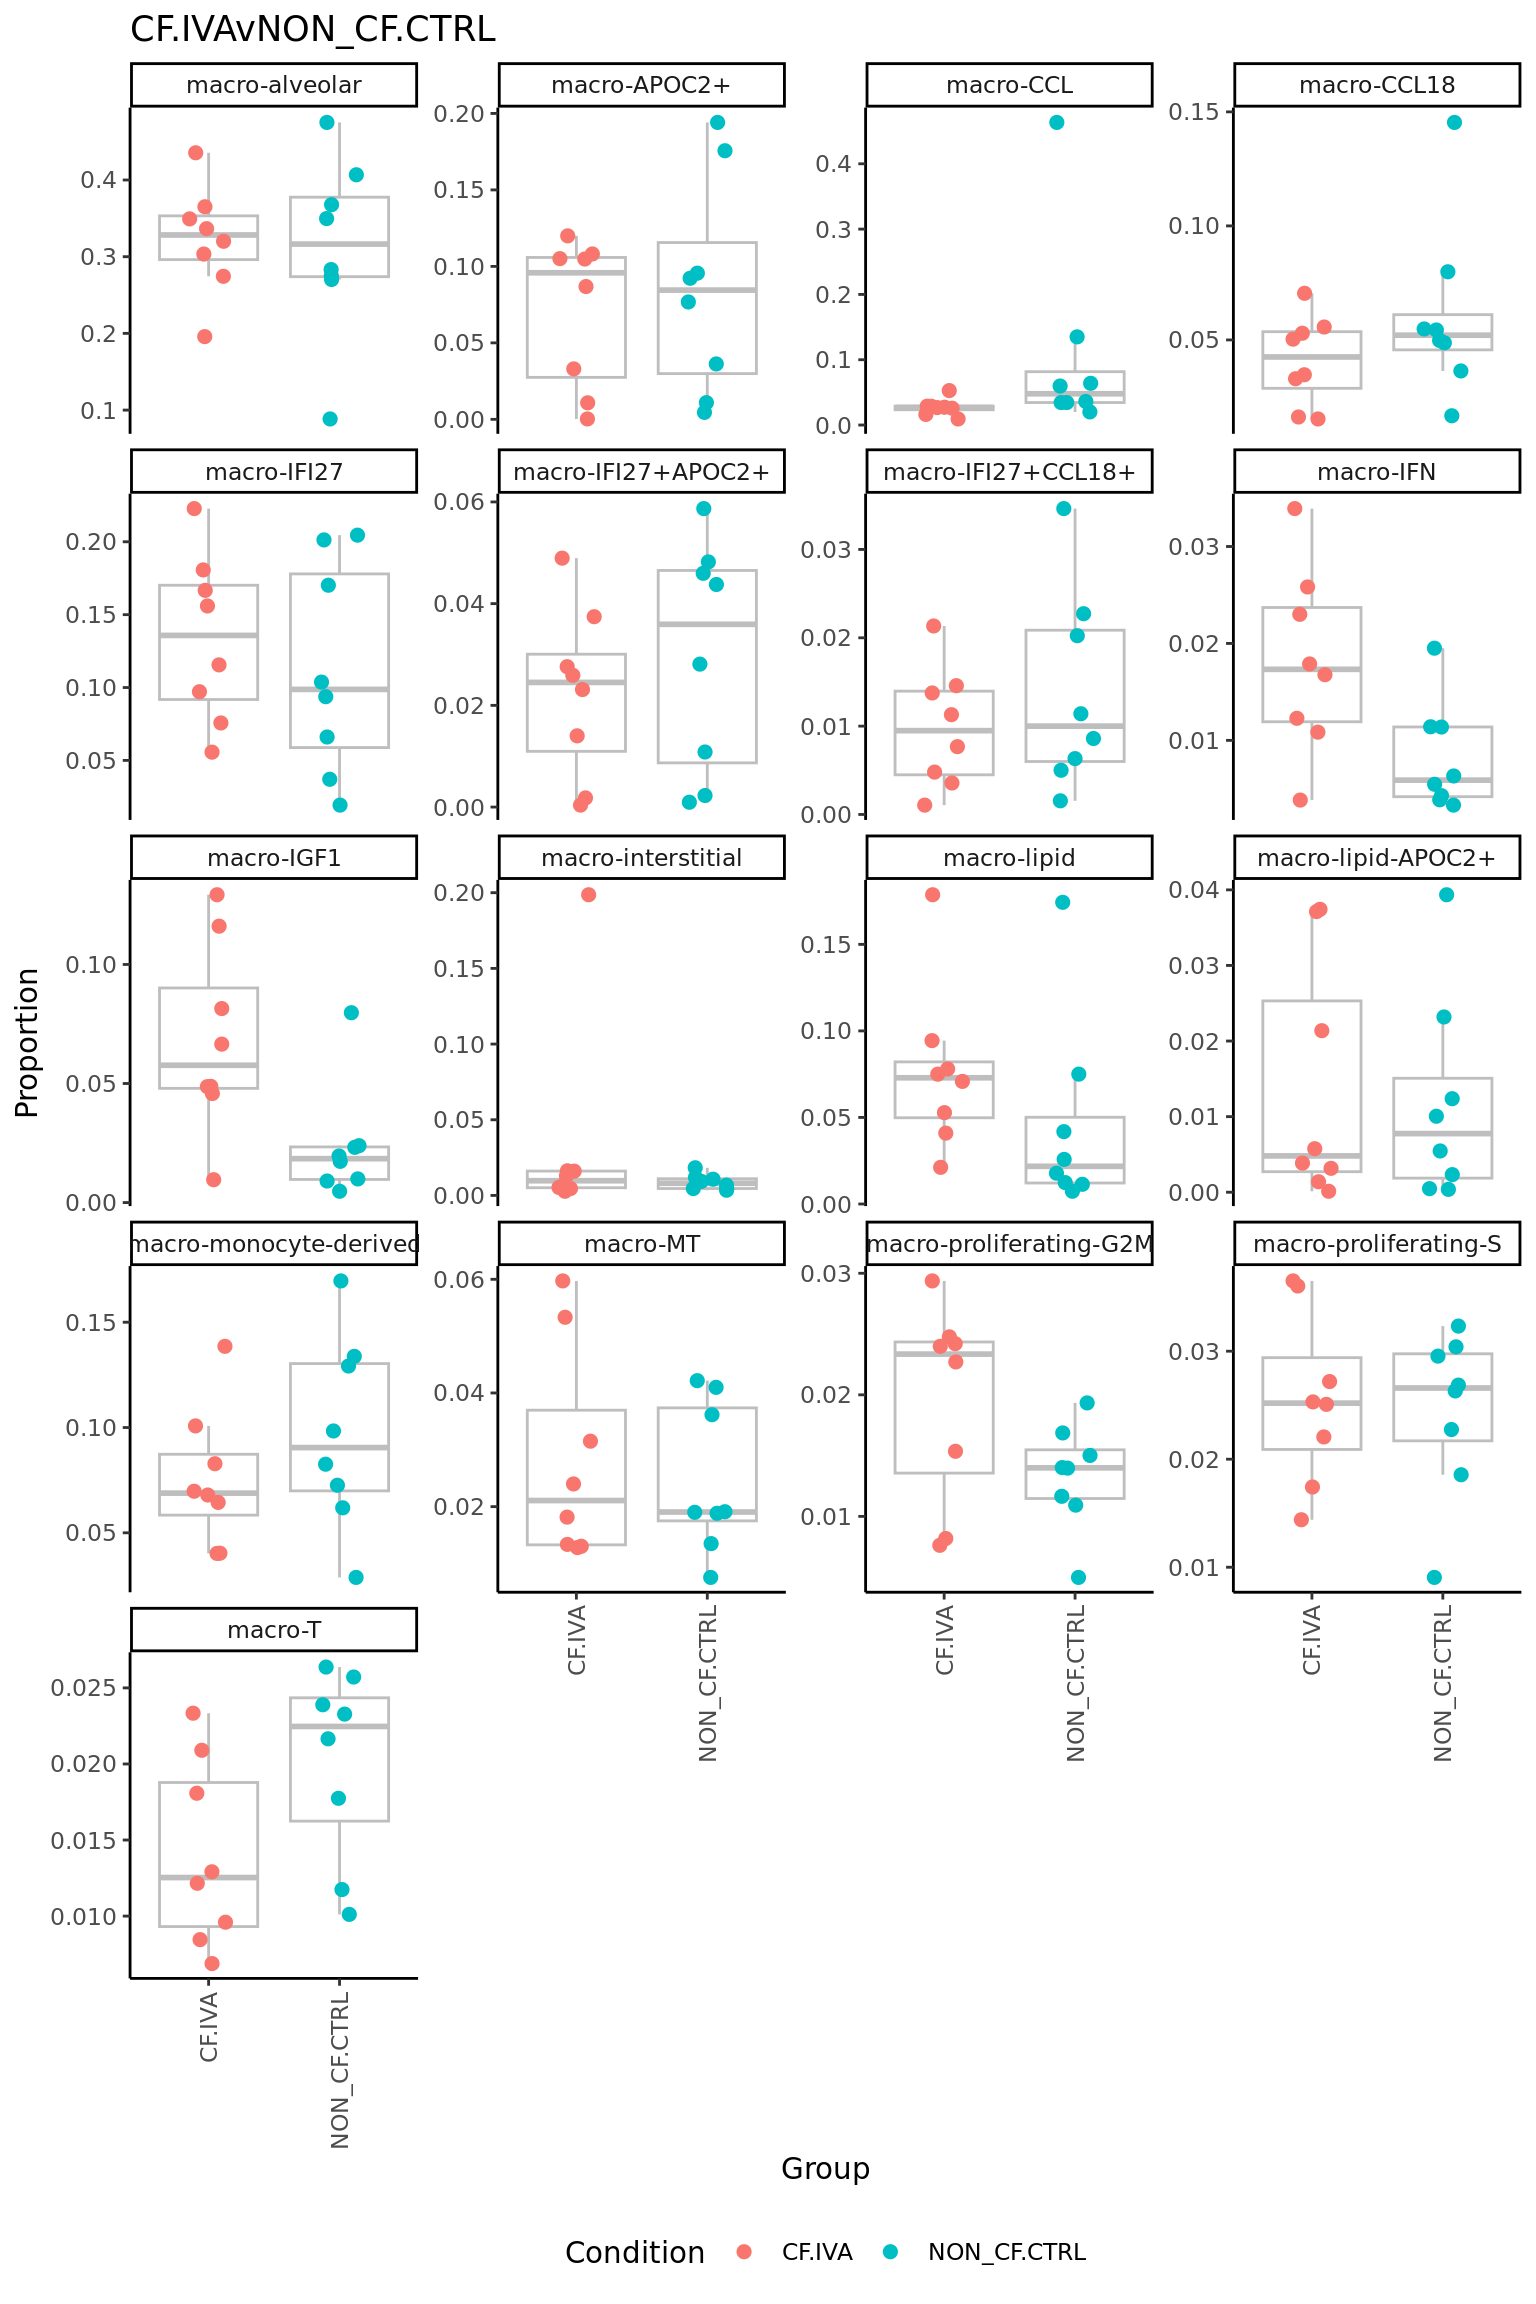 CF.IVAvNON_CF.CTRL
macro-alveolar
macro-APOC2+
macro-CCL
macro-CCL18
0.4
0.3
0.2
0.1
0.20
0.15
0.10
0.05
0.00
0.4
0.3
0.2
0.1
0.0
0.15
0.10
0.05
macro-IFI27
macro-IFI27+APOC2+
macro-IFI27+CCL18+
macro-IFN
0.20
0.15
0.10
0.05
0.06
0.04
0.02
0.00
0.03
0.02
0.01
0.00
0.03
0.02
0.01
macro-IGF1
macro-interstitial
macro-lipid
macro-lipid-APOC2+
0.10
0.05
0.00
0.20
0.15
0.10
0.05
0.00
0.15
0.10
0.05
0.00
0.04
0.03
0.02
0.01
0.00
macro-monocyte-derived
macro-MT
macro-proliferating-G2M
macro-proliferating-S
0.15
0.10
0.05
0.06
0.04
0.02
0.03
0.02
0.01
0.03
0.02
0.01
CF.IVA
NON_CF.CTRL
CF.IVA
NON_CF.CTRL
CF.IVA
NON_CF.CTRL
macro-T
0.025
0.020
0.015
0.010
CF.IVA
NON_CF.CTRL
Proportion
Group
Condition CF.IVA NON_CF.CTRL